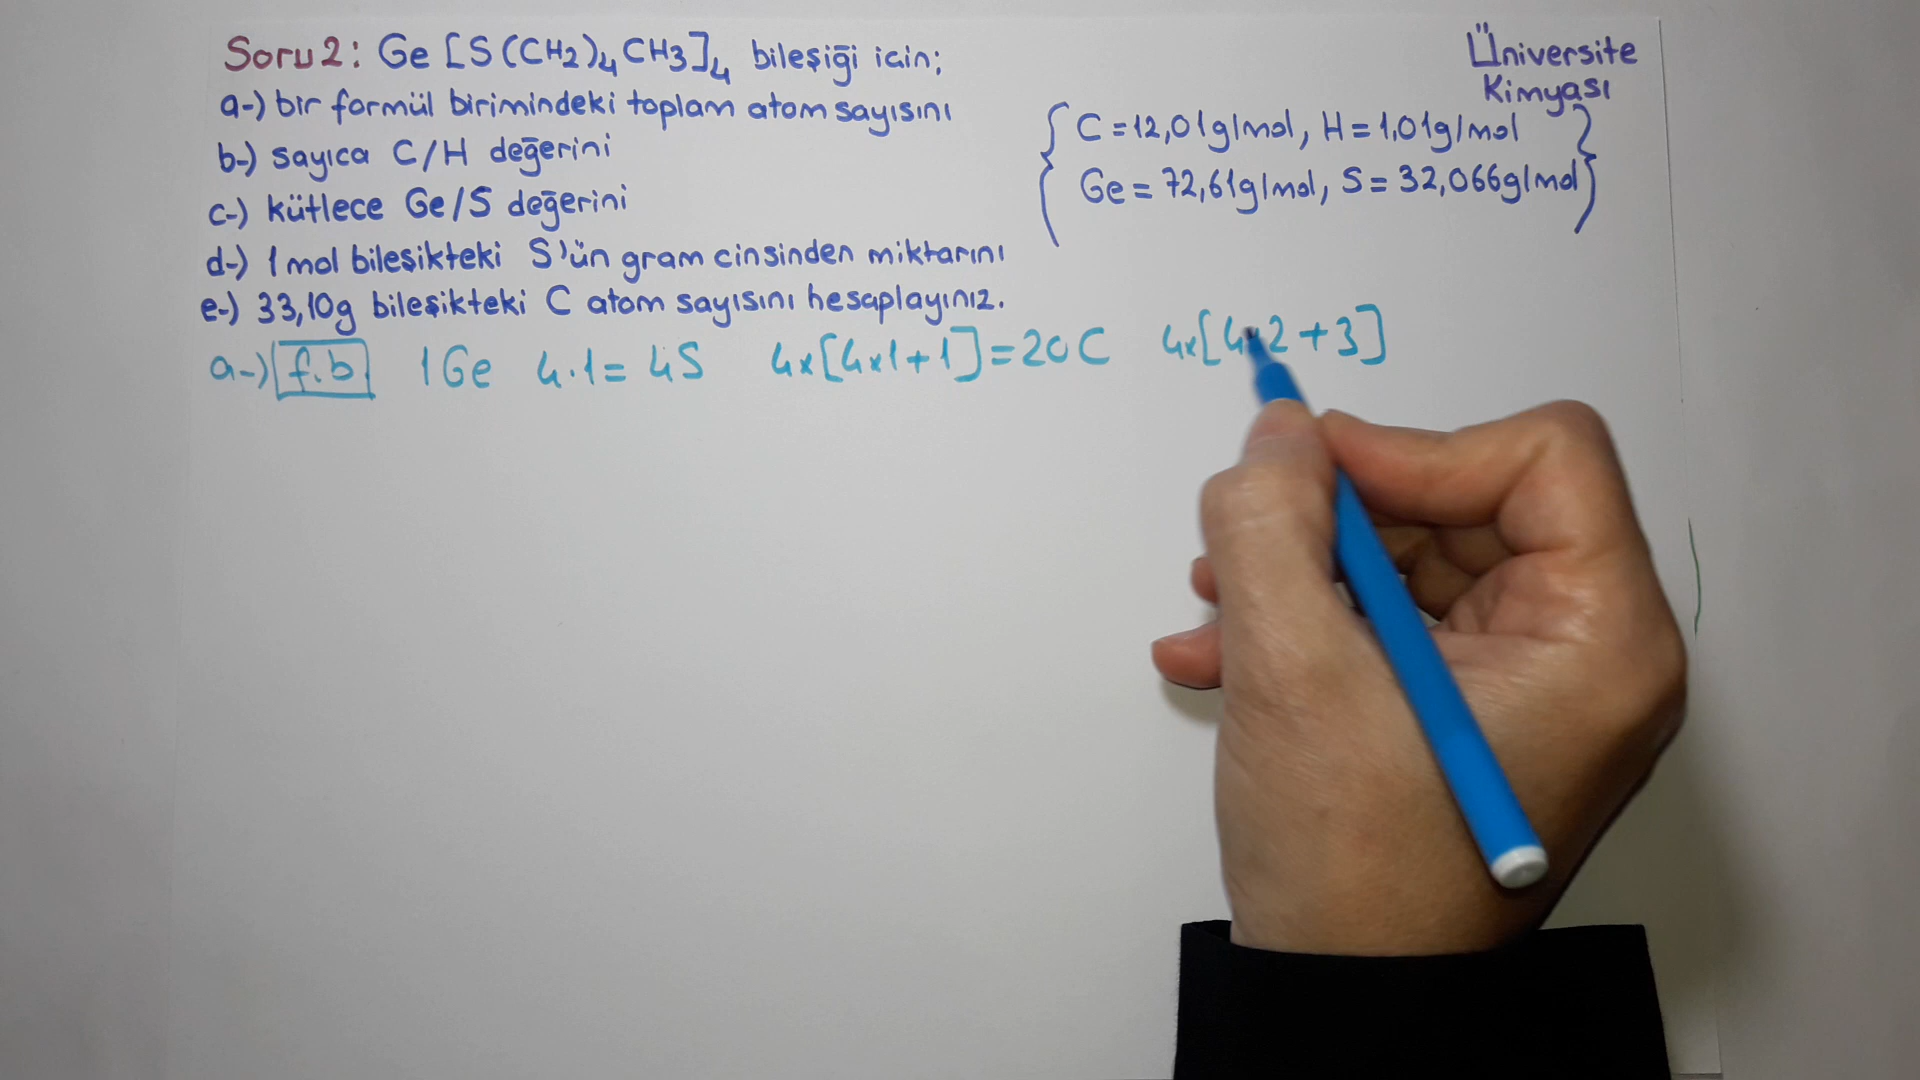 Soru 2: Ge [S(CH2)4 CH3]4 bileşiği için;
Üniversite
Kimyası
a-) bir formül birimindeki toplam atom sayısını
b-) sayıca C/H değerini
c-) kütlece Ge/S değerini
d-) 1 mol bileşikteki S'ün gram cinsinden miktarını
e-) 33,10g bileşikteki C atom sayısını hesaplayınız.
{ C = 12,01g/mol, H = 1,01g/mol
Ge = 72,61g/mol, S = 32,066g/mol }
a-) f.b 1Ge 4.1= 4S 4x[4x1+1]=20C 4x[4x2+3]